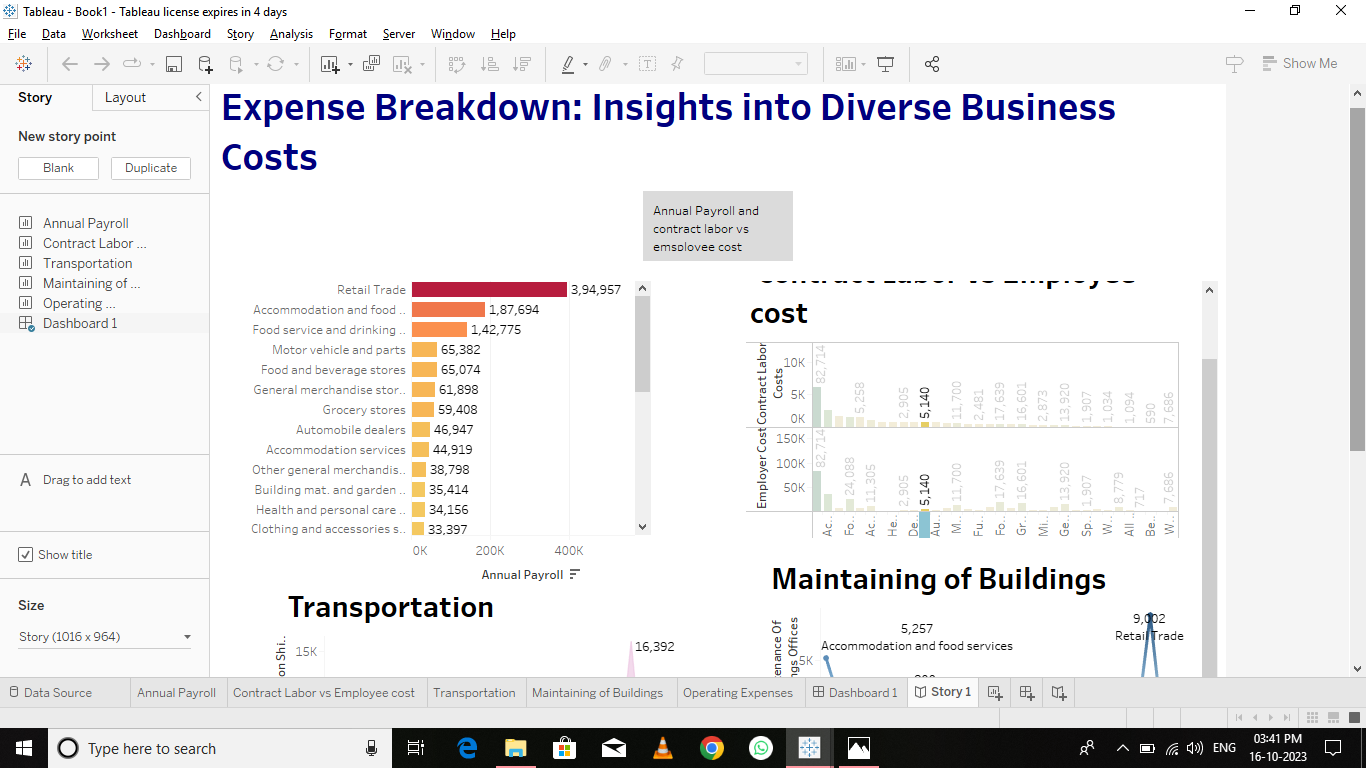 Tableau - Book1 - Tableau license expires in 4 days
File Data Worksheet Dashboard Story Analysis Format Server Window Help
Show Me
Story Layout
New story point
Blank Duplicate
Annual Payroll
Contract Labor ...
Transportation
Maintaining of ...
Operating ...
Dashboard 1
A Drag to add text
Show title
Size
Story (1016 x 964)
Expense Breakdown: Insights into Diverse Business
Costs
Annual Payroll and
contract labor vs
emsployee cost
Retail Trade 3,94,957
Accommodation and food .. 1,87,694
Food service and drinking .. 1,42,775
Motor vehicle and parts 65,382
Food and beverage stores 65,074
General merchandise stor.. 61,898
Grocery stores 59,408
Automobile dealers 46,947
Accommodation services 44,919
Other general merchandis.. 38,798
Building mat. and garden .. 35,414
Health and personal care .. 34,156
Clothing and accessories s.. 33,397
0K 200K 400K
Annual Payroll
Contract Labor vs Employee
cost
Contract Labor
Costs
10K
5K
0K
82,714 5,258 2,905 5,140 11,700 2,481 17,639 16,601 2,873 13,920 1,907 1,034 1,094 590 7,686
Employer Cost
150K
100K
50K
82,714 24,088 11,305 2,905 5,140 11,700 17,639 16,601 13,920 1,907 8,779 717 7,686
Ac.. Fo.. Ac.. He.. De.. Au.. M.. Fu.. Fo.. Gr.. Mi.. Ge.. Sp.. W.. All .. Be.. W..
Transportation
on Shi..
15K
16,392
Maintaining of Buildings
tenance Of
ngs Offices
5K
5,257
Accommodation and food services
9,002
Retail Trade
Data Source Annual Payroll Contract Labor vs Employee cost Transportation Maintaining of Buildings Operating Expenses Dashboard 1 Story 1
Type here to search
ENG
03:41 PM
16-10-2023